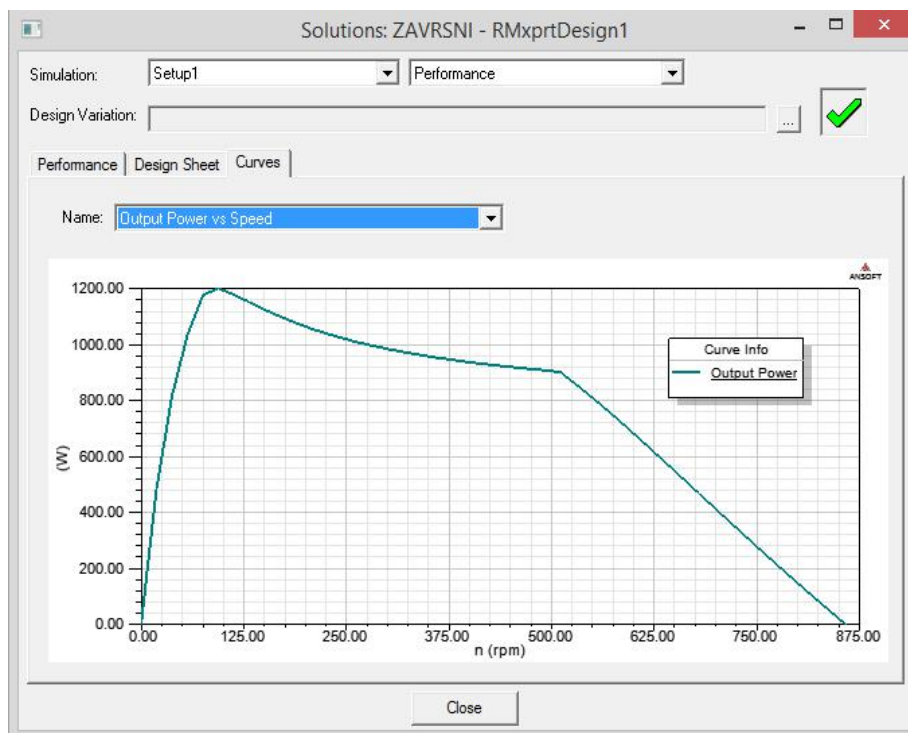 Solutions: ZAVRSNI - RMxprtDesign1
Simulation: Setup1 Performance
Design Variation: ...
Performance Design Sheet Curves
Name: Output Power vs Speed
ANSOFT
1200.00
1000.00
800.00
600.00
400.00
200.00
0.00
(W)
Curve Info
Output Power
0.00 125.00 250.00 375.00 500.00 625.00 750.00 875.00
n (rpm)
Close